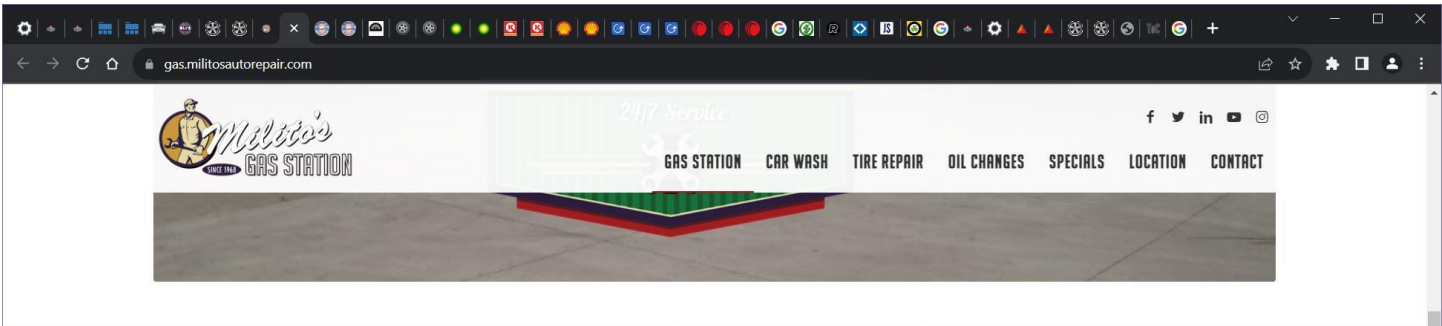 gas.militosautorepair.com
Milito's
SINCE 1968 GAS STATION
24/7 Service
GAS STATION CAR WASH TIRE REPAIR OIL CHANGES SPECIALS LOCATION CONTACT